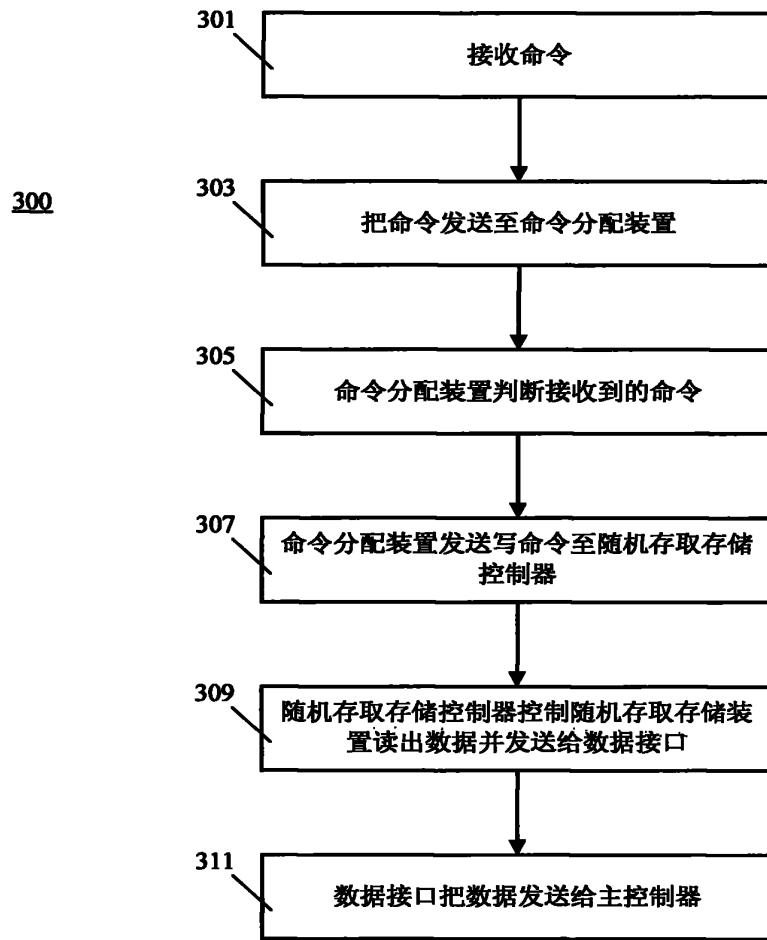 301
接收命令
300
303
把命令发送至命令分配装置
305
命令分配装置判断接收到的命令
307
命令分配装置发送写命令至随机存取存储
控制器
309
随机存取存储控制器控制随机存取存储装
置读出数据并发送给数据接口
311
数据接口把数据发送给主控制器